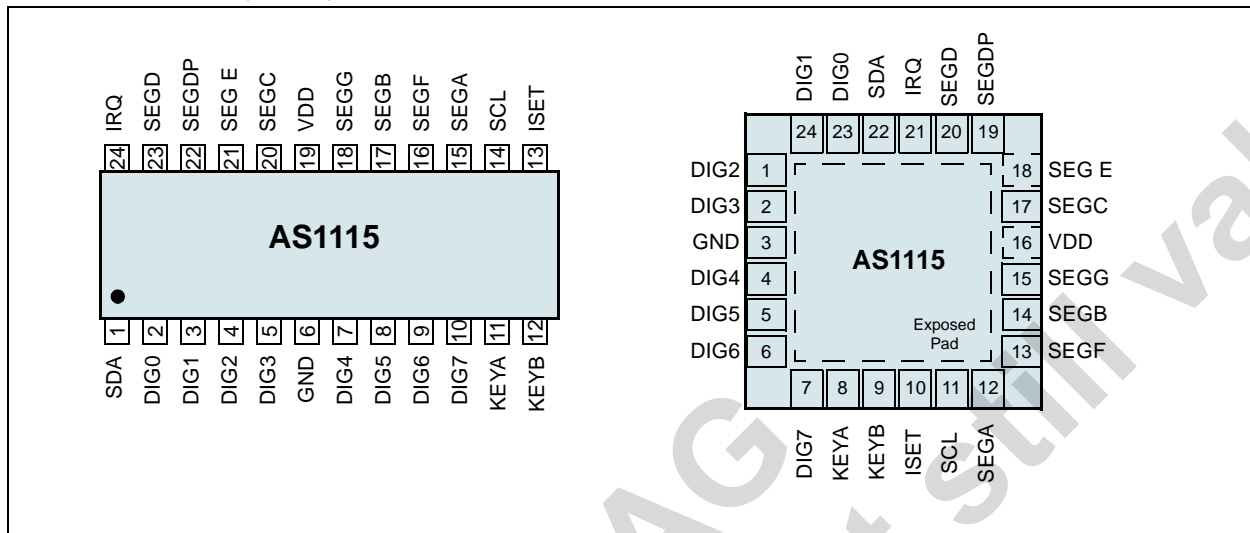 IRQ SEGD SEGDP SEG E SEGC VDD SEGG SEGB SEGF SEGA SCL ISET
24 23 22 21 20 19 18 17 16 15 14 13
AS1115
1 2 3 4 5 6 7 8 9 10 11 12
SDA DIG0 DIG1 DIG2 DIG3 GND DIG4 DIG5 DIG6 DIG7 KEYA KEYB
DIG1 DIG0 SDA IRQ SEGD SEGDP
24 23 22 21 20 19
DIG2 1 18 SEG E
DIG3 2 17 SEGC
GND 3 16 VDD
AS1115
DIG4 4 15 SEGG
DIG5 5 14 SEGB
Exposed
Pad
DIG6 6 13 SEGF
7 8 9 10 11 12
DIG7 KEYA KEYB ISET SCL SEGA
AG
still